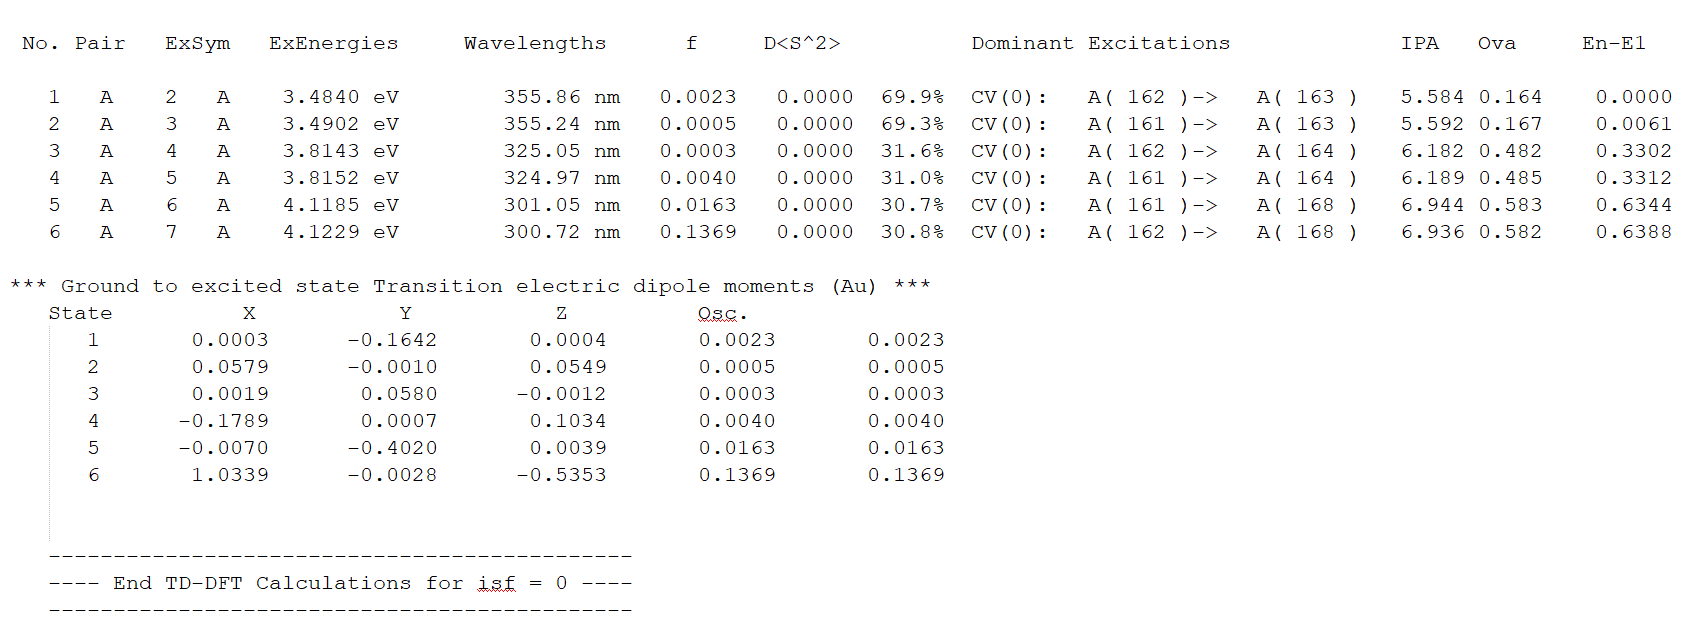 No. Pair ExSym ExEnergies Wavelengths f D<S^2> Dominant Excitations IPA Ova En-E1
1 A 2 A 3.4840 eV 355.86 nm 0.0023 0.0000 69.9% CV(0): A( 162 )-> A( 163 ) 5.584 0.164 0.0000
2 A 3 A 3.4902 eV 355.24 nm 0.0005 0.0000 69.3% CV(0): A( 161 )-> A( 163 ) 5.592 0.167 0.0061
3 A 4 A 3.8143 eV 325.05 nm 0.0003 0.0000 31.6% CV(0): A( 162 )-> A( 164 ) 6.182 0.482 0.3302
4 A 5 A 3.8152 eV 324.97 nm 0.0040 0.0000 31.0% CV(0): A( 161 )-> A( 164 ) 6.189 0.485 0.3312
5 A 6 A 4.1185 eV 301.05 nm 0.0163 0.0000 30.7% CV(0): A( 161 )-> A( 168 ) 6.944 0.583 0.6344
6 A 7 A 4.1229 eV 300.72 nm 0.1369 0.0000 30.8% CV(0): A( 162 )-> A( 168 ) 6.936 0.582 0.6388
*** Ground to excited state Transition electric dipole moments (Au) ***
State X Y Z Osc.
1 0.0003 -0.1642 0.0004 0.0023 0.0023
2 0.0579 -0.0010 0.0549 0.0005 0.0005
3 0.0019 0.0580 -0.0012 0.0003 0.0003
4 -0.1789 0.0007 0.1034 0.0040 0.0040
5 -0.0070 -0.4020 0.0039 0.0163 0.0163
6 1.0339 -0.0028 -0.5353 0.1369 0.1369
---------------------------------------------
---- End TD-DFT Calculations for isf = 0 ----
---------------------------------------------